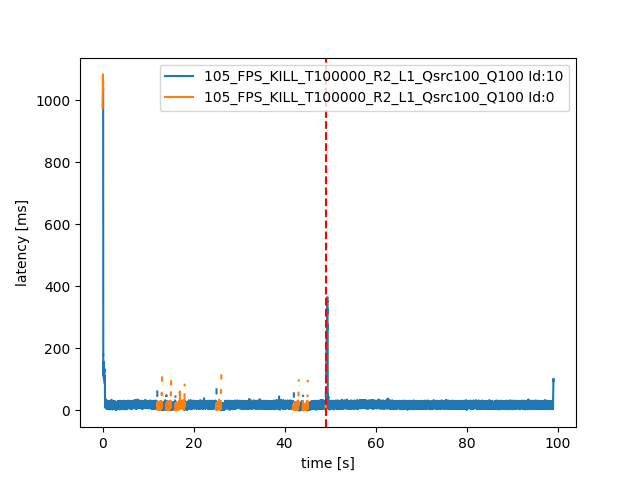 105_FPS_KILL_T100000_R2_L1_Qsrc100_Q100 Id:10
105_FPS_KILL_T100000_R2_L1_Qsrc100_Q100 Id:0
latency [ms]
1000
800
600
400
200
0
0 20 40 60 80 100
time [s]